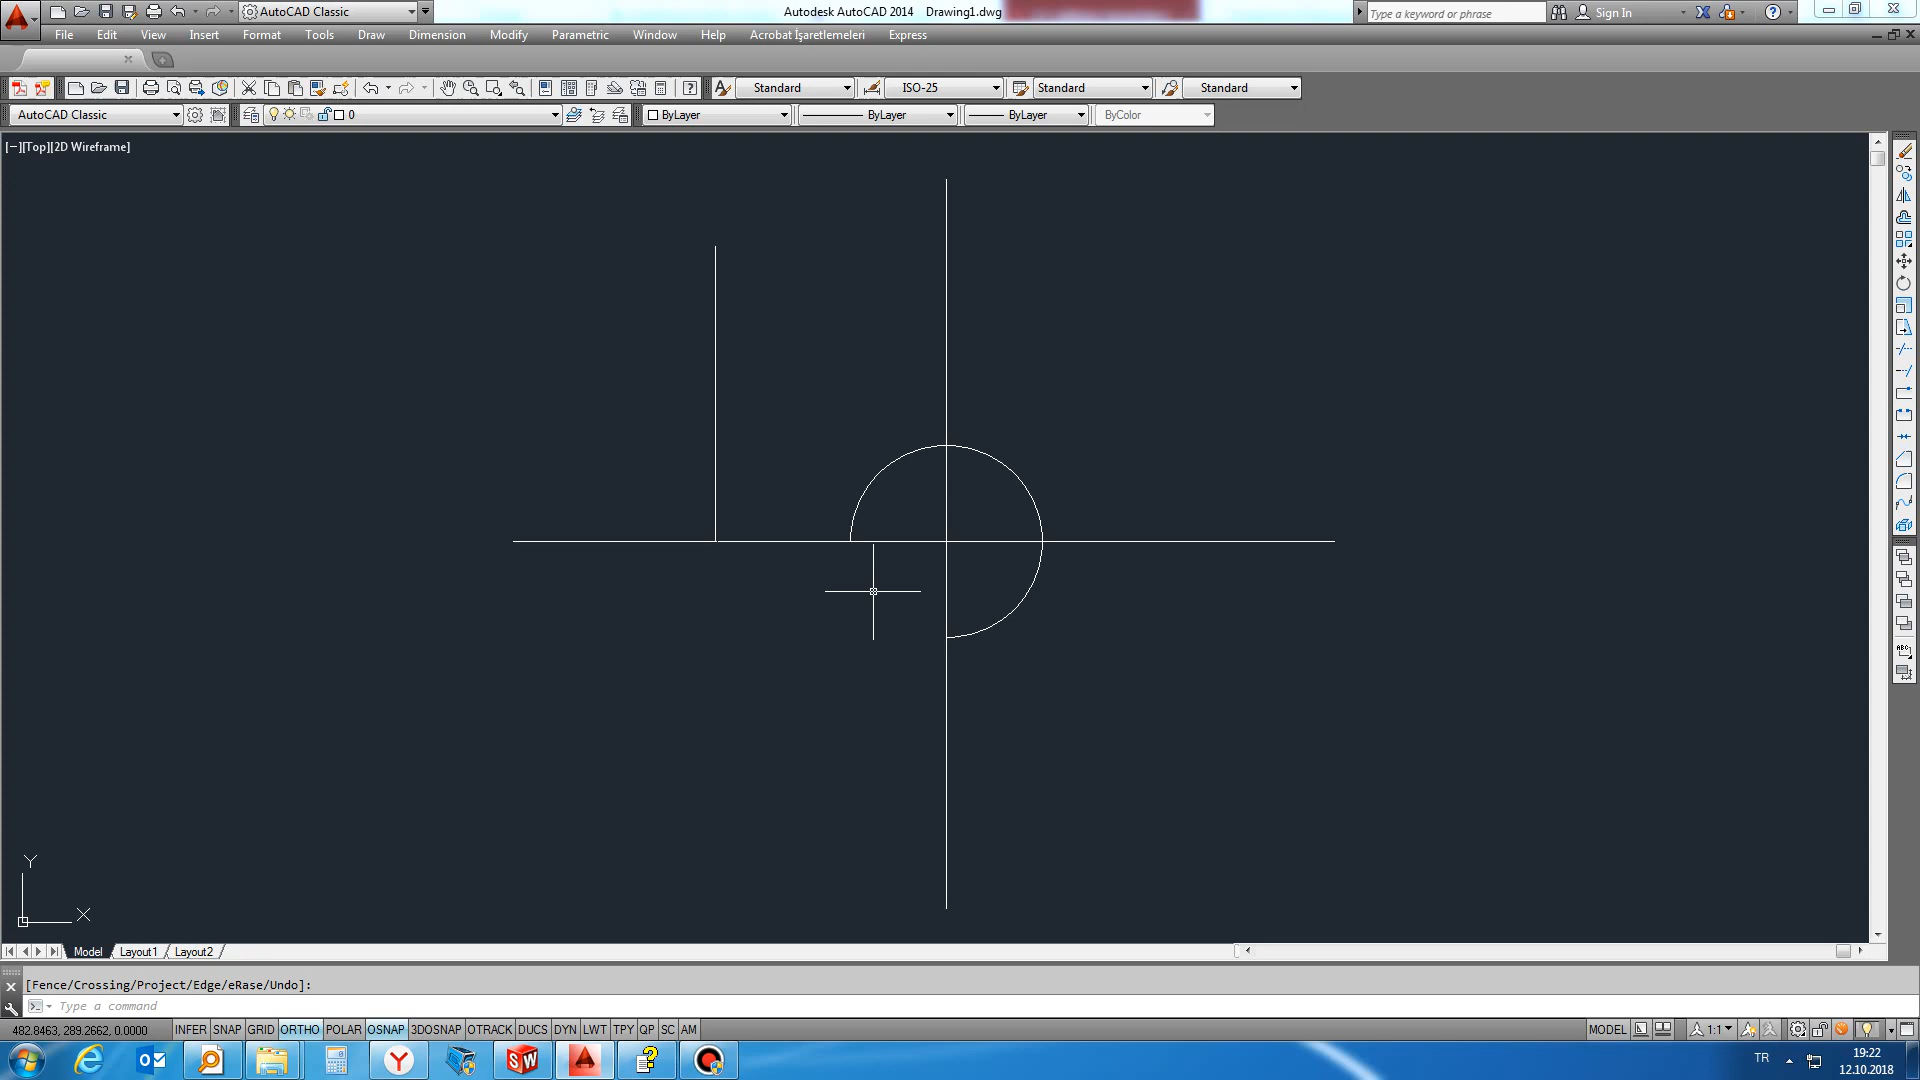 AutoCAD Classic
Autodesk AutoCAD 2014 Drawing1.dwg
Type a keyword or phrase
Sign In
File Edit View Insert Format Tools Draw Dimension Modify Parametric Window Help Acrobat İşaretlemeleri Express
Standard ISO-25 Standard Standard
AutoCAD Classic 0 ByLayer ByLayer ByLayer ByColor
[−][Top][2D Wireframe]
Y
X
Model Layout1 Layout2
[Fence/Crossing/Project/Edge/eRase/Undo]:
Type a command
482.8463, 289.2662, 0.0000 INFER SNAP GRID ORTHO POLAR OSNAP 3DOSNAP OTRACK DUCS DYN LWT TPY QP SC AM MODEL 1:1
TR
19:22
12.10.2018